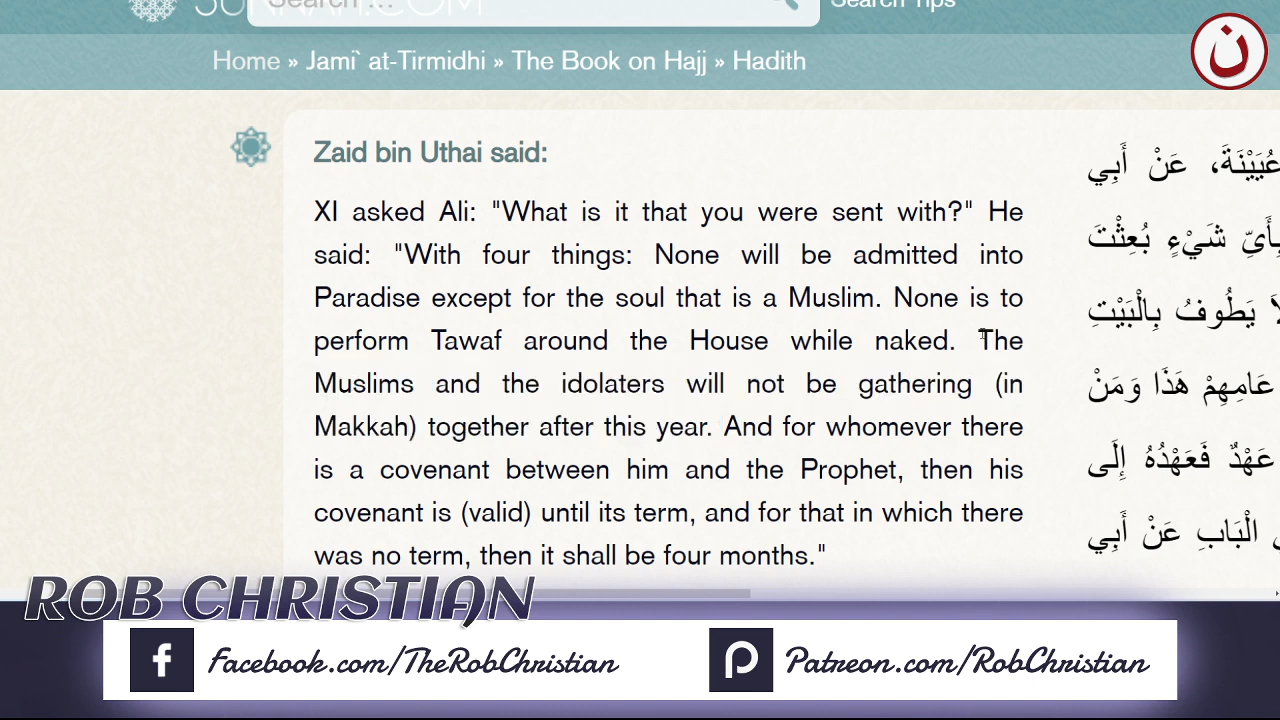 SUNNAH.COM
Search ...
Search Tips
Home » Jami` at-Tirmidhi » The Book on Hajj » Hadith
ن
Zaid bin Uthai said:
XI asked Ali: "What is it that you were sent with?" He
said: "With four things: None will be admitted into
Paradise except for the soul that is a Muslim. None is to
perform Tawaf around the House while naked. The
Muslims and the idolaters will not be gathering (in
Makkah) together after this year. And for whomever there
is a covenant between him and the Prophet, then his
covenant is (valid) until its term, and for that in which there
was no term, then it shall be four months."
عُيَيْنَةَ، عَنْ أَبِي
بِأَىِّ شَيْءٍ بُعِثْتَ
يَطُوفُ بِالْبَيْتِ
عَامِهِمْ هَذَا وَمَنْ
عَهْدٌ فَعَهْدُهُ إِلَى
الْبَابِ عَنْ أَبِي
ROB CHRISTIAN
f Facebook.com/TheRobChristian
Patreon.com/RobChristian